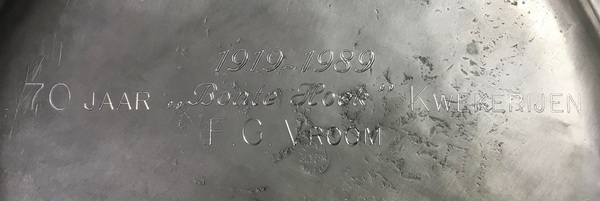 1919-1989
70 JAAR „Bonte Hoek" KWEKERIJEN
F. G VROOM